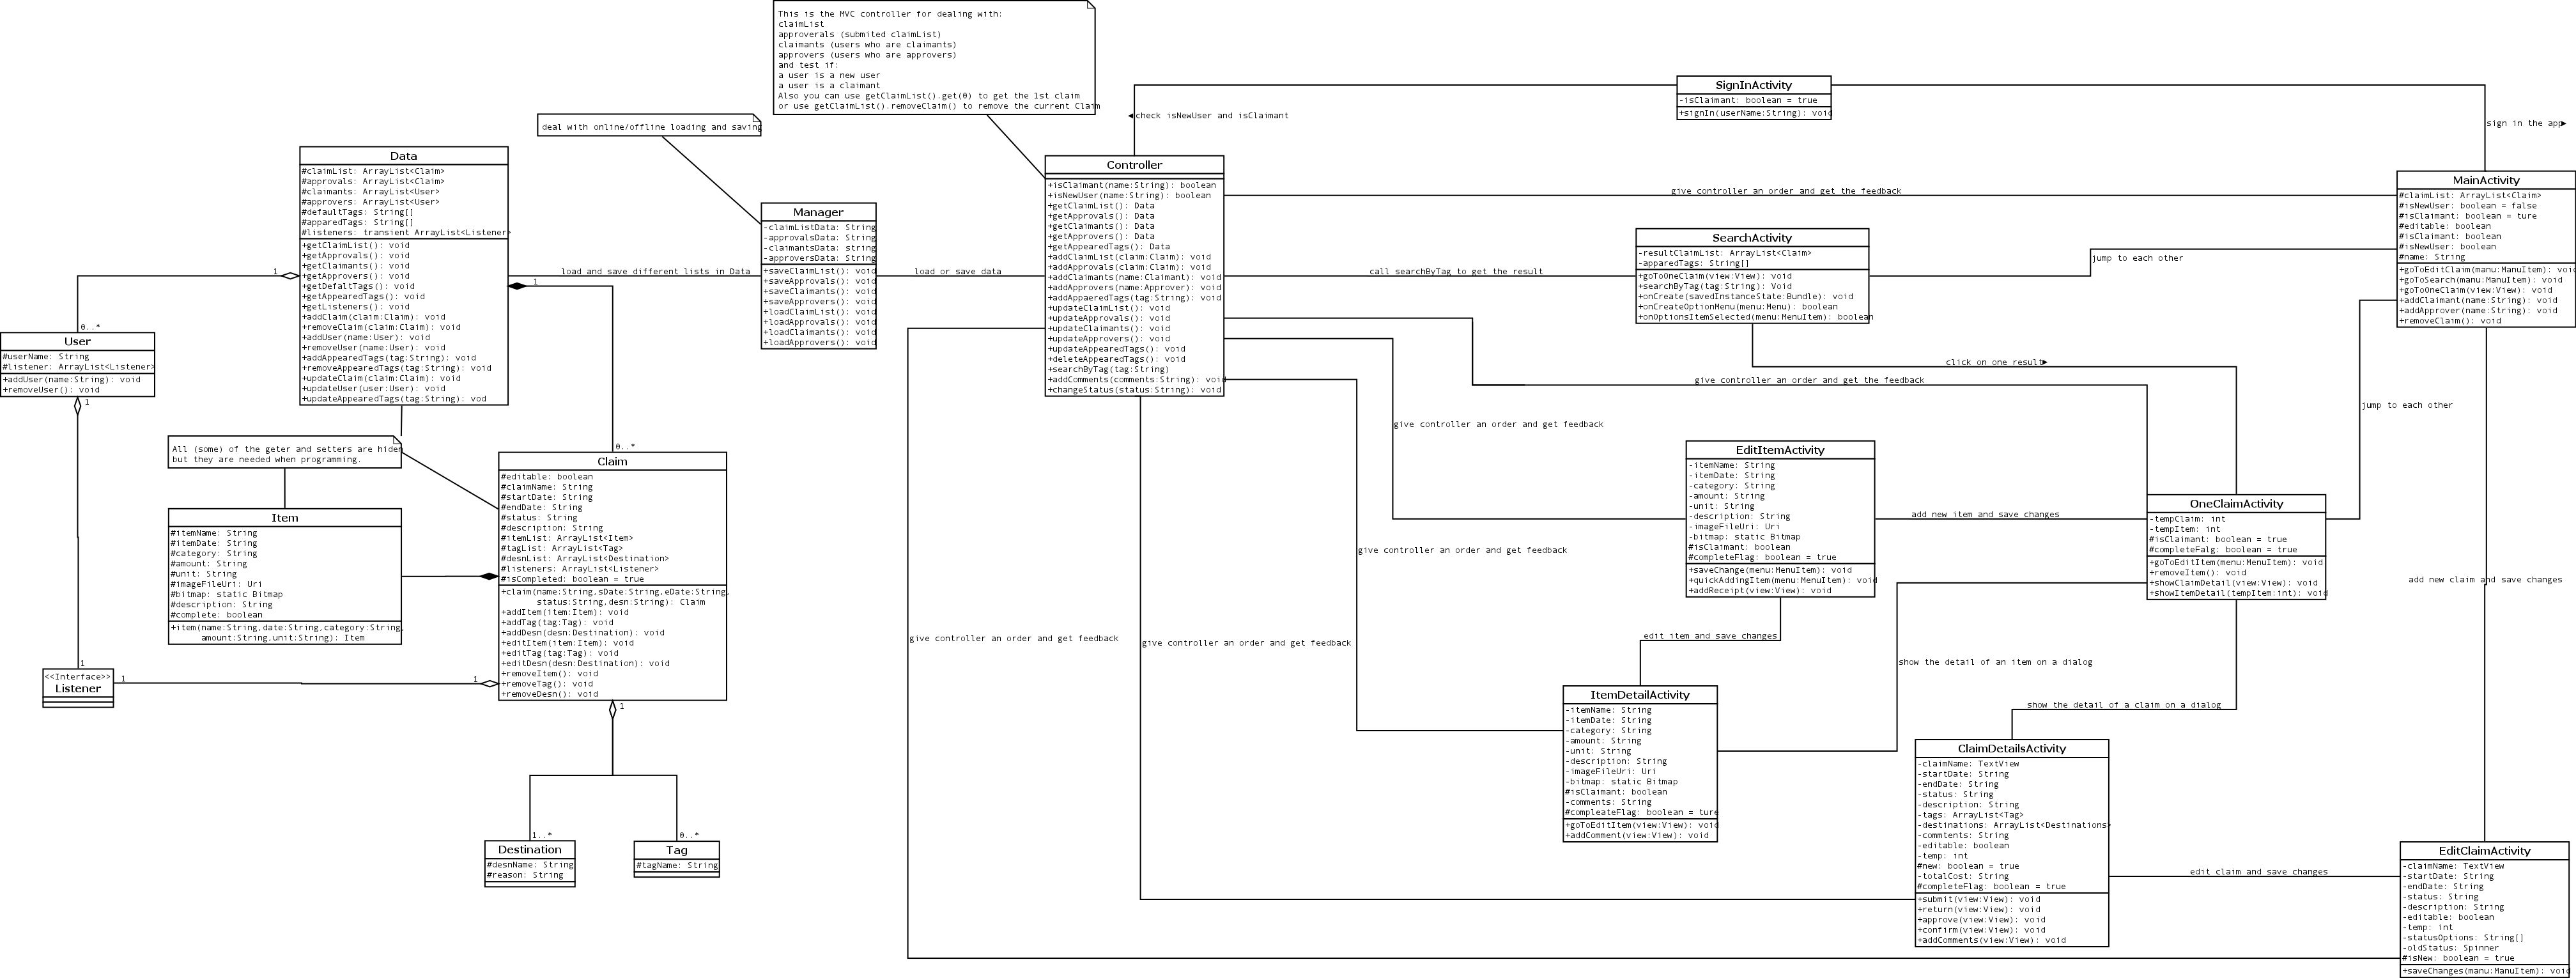 This is the MVC controller for dealing with:
claimList
approverals (submited claimList)
claimants (users who are claimants)
approvers (users who are approvers)
and test if:
a user is a new user
a user is a claimant
Also you can use getClaimList().get(0) to get the 1st claim
or use getClaimList().removeClaim() to remove the current Claim
deal with online/offline loading and saving
SignInActivity
-isClaimant: boolean = true
+signIn(userName:String): void
check isNewUser and isClaimant
sign in the app
Data
#claimList: ArrayList<Claim>
#approvals: ArrayList<Claim>
#claimants: ArrayList<User>
#approvers: ArrayList<User>
#defaultTags: String[]
#apparedTags: String[]
#listeners: transient ArrayList<Listener>
+getClaimList(): void
+getApprovals(): void
+getClaimants(): void
+getApprovers(): void
+getDefaltTags(): void
+getAppearedTags(): void
+getListeners(): void
+addClaim(claim:Claim): void
+removeClaim(claim:Claim): void
+addUser(name:User): void
+removeUser(name:User): void
+addAppearedTags(tag:String): void
+removeAppearedTags(tag:String): void
+updateClaim(claim:Claim): void
+updateUser(user:User): void
+updateAppearedTags(tag:String): vod
Manager
-claimListData: String
-approvalsData: String
-claimantsData: string
-approversData: String
+saveClaimList(): void
+saveApprovals(): void
+saveClaimants(): void
+saveApprovers(): void
+loadClaimList(): void
+loadApprovals(): void
+loadClaimants(): void
+loadApprovers(): void
load and save different lists in Data
load or save data
Controller
+isClaimant(name:String): boolean
+isNewUser(name:String): boolean
+getClaimList(): Data
+getApprovals(): Data
+getClaimants(): Data
+getApprovers(): Data
+getAppearedTags(): Data
+addClaimList(claim:Claim): void
+addApprovals(claim:Claim): void
+addClaimants(name:Claimant): void
+addApprovers(name:Approver): void
+addAppaeredTags(tag:String): void
+updateClaimList(): void
+updateApprovals(): void
+updateClaimants(): void
+updateApprovers(): void
+updateAppearedTags(): void
+deleteAppearedTags(): void
+searchByTag(tag:String)
+addComments(comments:String): void
+changeStatus(status:String): void
give controller an order and get the feedback
MainActivity
#claimList: ArrayList<Claim>
#isNewUser: boolean = false
#isClaimant: boolean = ture
#editable: boolean
#isClaimant: boolean
#isNewUser: boolean
#name: String
+goToEditClaim(manu:ManuItem): void
+goToSearch(manu:ManuItem): void
+goToOneClaim(view:View): void
+addClaimant(name:String): void
+addApprover(name:String): void
+removeClaim(): void
SearchActivity
-resultClaimList: ArrayList<Claim>
-apparedTags: String[]
+goToOneClaim(view:View): void
+searchByTag(tag:String): Void
+onCreate(savedInstanceState:Bundle): void
+onCreateOptionMenu(menu:Menu): boolean
+onOptionsItemSelected(menu:MenuItem): boolean
call searchByTag to get the result
jump to each other
click on one result
give controller an order and get the feedback
jump to each other
1
1
0..*
User
#userName: String
#listener: ArrayList<Listener>
+addUser(name:String): void
+removeUser(): void
1
All (some) of the geter and setters are hiden
but they are needed when programming.
0..*
Claim
#editable: boolean
#claimName: String
#startDate: String
#endDate: String
#status: String
#description: String
#itemList: ArrayList<Item>
#tagList: ArrayList<Tag>
#desnList: ArrayList<Destination>
#listeners: ArrayList<Listener>
#isCompleted: boolean = true
+claim(name:String,sDate:String,eDate:String,
status:String,desn:String): Claim
+addItem(item:Item): void
+addTag(tag:Tag): void
+addDesn(desn:Destination): void
+editItem(item:Item): void
+editTag(tag:Tag): void
+editDesn(desn:Destination): void
+removeItem(): void
+removeTag(): void
+removeDesn(): void
Item
#itemName: String
#itemDate: String
#category: String
#amount: String
#unit: String
#imageFileUri: Uri
#bitmap: static Bitmap
#description: String
#complete: boolean
+item(name:String,date:String,category:String,
amount:String,unit:String): Item
1
<<Interface>>
Listener
1
1
1
1..*
Destination
#desnName: String
#reason: String
0..*
Tag
#tagName: String
give controller an order and get feedback
EditItemActivity
-itemName: String
-itemDate: String
-category: String
-amount: String
-unit: String
-description: String
-imageFileUri: Uri
-bitmap: static Bitmap
#isClaimant: boolean
#completeFlag: boolean = true
+saveChange(menu:MenuItem): void
+quickAddingItem(menu:MenuItem): void
+addReceipt(view:View): void
add new item and save changes
OneClaimActivity
-tempClaim: int
-tempItem: int
#isClaimant: boolean = true
#completeFalg: boolean = true
+goToEditItem(menu:MenuItem): void
+removeItem(): void
+showClaimDetail(view:View): void
+showItemDetail(tempItem:int): void
give controller an order and get feedback
add new claim and save changes
give controller an order and get feedback
give controller an order and get feedback
edit item and save changes
show the detail of an item on a dialog
ItemDetailActivity
-itemName: String
-itemDate: String
-category: String
-amount: String
-unit: String
-description: String
-imageFileUri: Uri
-bitmap: static Bitmap
#isClaimant: boolean
-comments: String
#compleateFlag: boolean = ture
+goToEditItem(view:View): void
+addComment(view:View): void
show the detail of a claim on a dialog
ClaimDetailsActivity
-claimName: TextView
-startDate: String
-endDate: String
-status: String
-description: String
-tags: ArrayList<Tag>
-destinations: ArrayList<Destinations>
-commtents: String
-editable: boolean
-temp: int
#new: boolean = true
-totalCost: String
#completeFlag: boolean = true
+submit(view:View): void
+return(view:View): void
+approve(view:View): void
+confirm(view:View): void
+addComments(view:View): void
edit claim and save changes
EditClaimActivity
-claimName: TextView
-startDate: String
-endDate: String
-status: String
-description: String
-editable: boolean
-temp: int
-statusOptions: String[]
-oldStatus: Spinner
#isNew: boolean = true
+saveChanges(manu:ManuItem): void